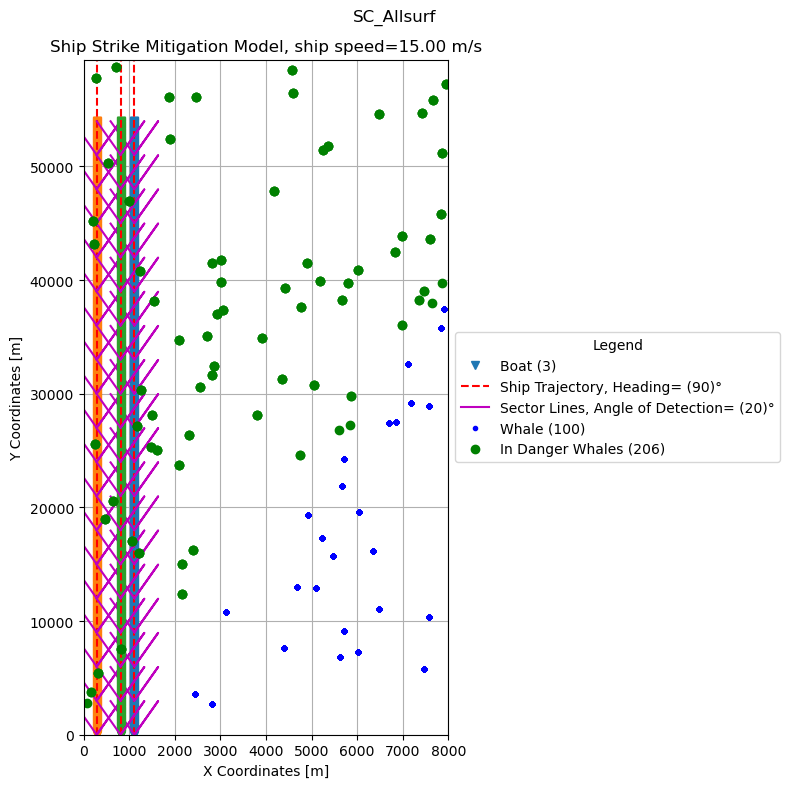 SC_Allsurf
Ship Strike Mitigation Model, ship speed=15.00 m/s
Y Coordinates [m]
50000
40000
30000
20000
10000
0
0 1000 2000 3000 4000 5000 6000 7000 8000
X Coordinates [m]
Legend
Boat (3)
Ship Trajectory, Heading= (90)°
Sector Lines, Angle of Detection= (20)°
Whale (100)
In Danger Whales (206)